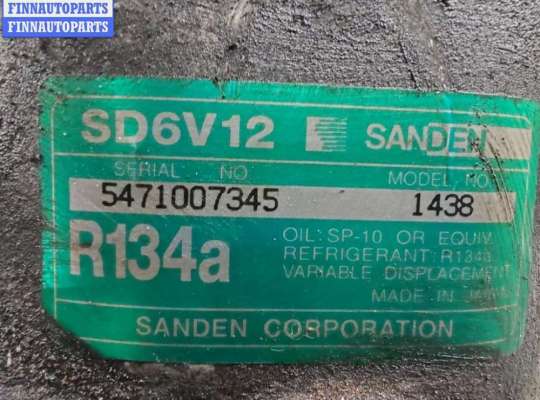 FINNAUTOPARTS
FINNAUTOPARTS
SD6V12 SANDEN
SERIAL NO. MODEL NO.
5471007345 1438
R134a
OIL: SP-10 OR EQUIV.
REFRIGERANT: R134a
VARIABLE DISPLACEMENT
MADE IN
SANDEN CORPORATION